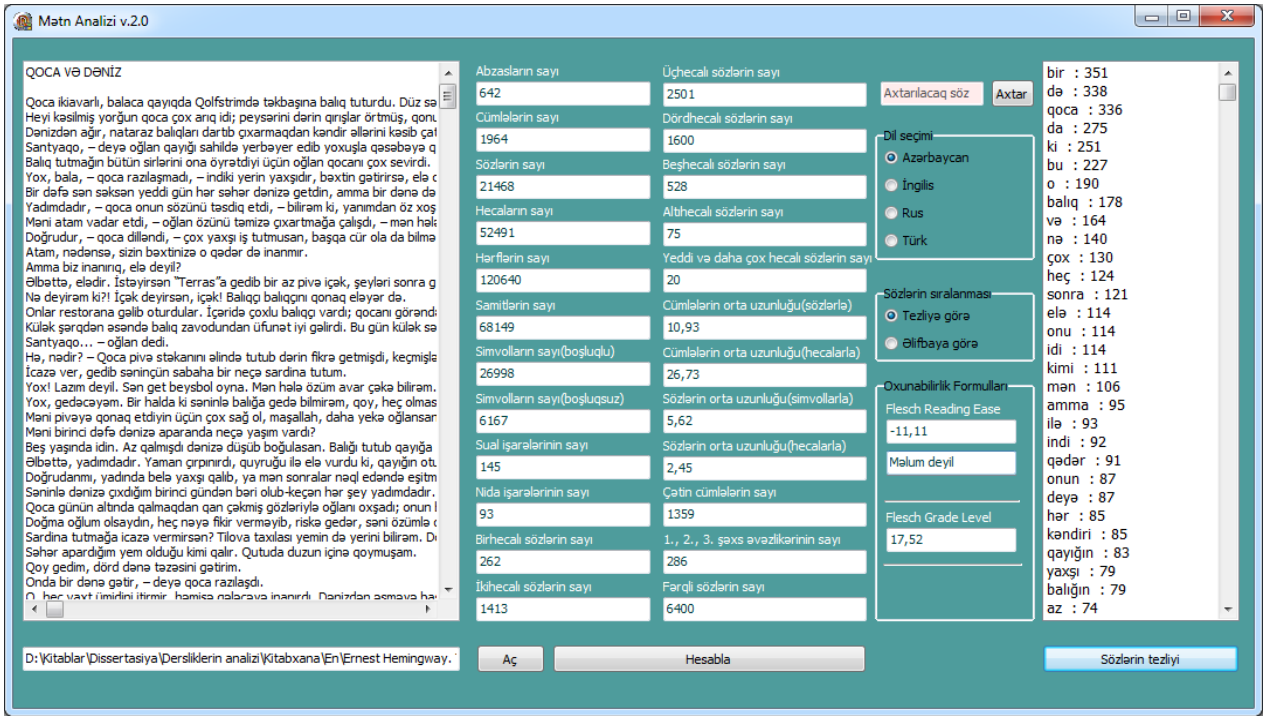 Mətn Analizi v.2.0
QOCA VƏ DƏNİZ
Qoca ikiavarlı, balaca qayıqda Qolfstrimdə təkbaşına balıq tuturdu. Düz sə
Heyi kəsilmiş yorğun qoca çox arıq idi; peysərini dərin qırışlar örtmüş, qonu
Dənizdən ağır, nataraz balıqları dartıb çıxarmaqdan kəndir əllərini kəsib çat
Santyaqo, – deyə oğlan qayığı sahildə yerbəyer edib yoxuşla qəsəbəyə q
Balıq tutmağın bütün sirlərini ona öyrətdiyi üçün oğlan qocanı çox sevirdi.
Yox, bala, – qoca razılaşmadı, – indiki yerin yaxşıdır, bəxtin gətirirsə, elə o
Bir dəfə sən səksən yeddi gün hər səhər dənizə getdin, amma bir dənə də
Yadımdadır, – qoca onun sözünü təsdiq etdi, – bilirəm ki, yanımdan öz xoş
Məni atam vadar etdi, – oğlan özünü təmizə çıxartmağa çalışdı, – mən hələ
Doğrudur, – qoca dilləndi, – çox yaxşı iş tutmusan, başqa cür ola da bilmə
Atam, nədənsə, sizin bəxtinizə o qədər də inanmır.
Amma biz inanırıq, elə deyil?
Əlbəttə, elədir. İstəyirsən "Terras"a gedib bir az pivə içək, şeyləri sonra g
Nə deyirəm ki?! İçək deyirsən, içək! Balıqçı balıqçını qonaq eləyər də.
Onlar restorana gəlib oturdular. İçəridə çoxlu balıqçı vardı; qocanı görəndə
Külək şərqdən əsəndə balıq zavodundan üfunət iyi gəlirdi. Bu gün külək sə
Santyaqo... – oğlan dedi.
Hə, nədir? – Qoca pivə stəkanını əlində tutub dərin fikrə getmişdi, keçmişlə
İcazə ver, gedib səninçün sabaha bir neçə sardina tutum.
Yox! Lazım deyil. Sən get beysbol oyna. Mən hələ özüm avar çəkə bilirəm.
Yox, gedəcəyəm. Bir halda ki səninlə balığa gedə bilmirəm, qoy, heç olmas
Məni pivəyə qonaq etdiyin üçün çox sağ ol, maşallah, daha yekə oğlansan
Məni birinci dəfə dənizə aparanda neçə yaşım vardı?
Beş yaşında idin. Az qalmışdı dənizə düşüb boğulasan. Balığı tutub qayığa
Əlbəttə, yadımdadır. Yaman çırpınırdı, quyruğu ilə elə vurdu ki, qayığın otu
Doğrudanmı, yadında belə yaxşı qalıb, ya mən sonralar nəql edəndə eşitm
Səninlə dənizə çıxdığım birinci gündən bəri olub-keçən hər şey yadımdadır.
Qoca günün altında qalmaqdan qan çəkmiş gözləriylə oğlanı oxşadı; onun
Doğma oğlum olsaydın, heç nəyə fikir verməyib, riskə gedər, səni özümlə
Sardina tutmağa icazə vermirsən? Tilova taxılası yemin də yerini bilirəm.
Səhər apardığım yem olduğu kimi qalır. Qutuda duzun içinə qoymuşam.
Qoy gedim, dörd dənə təzəsini gətirim.
Onda bir dənə gətir, – deyə qoca razılaşdı.
O, heç vaxt ümidini itirmir, həmişə gələcəyə inanırdı. Dənizdən əsməyə
D:\Kitablar\Dissertasiya\Dersliklerin analizi\Kitabxana\En\Ernest Hemingway.
Abzasların sayı
642
Cümlələrin sayı
1964
Sözlərin sayı
21468
Hecaların sayı
52491
Hərflərin sayı
120640
Samitlərin sayı
68149
Simvolların sayı(boşluqlu)
26998
Simvolların sayı(boşluqsuz)
6167
Sual işarələrinin sayı
145
Nida işarələrinin sayı
93
Birhecalı sözlərin sayı
262
İkihecalı sözlərin sayı
1413
Aç
Hesabla
Üçhecalı sözlərin sayı
2501
Dördhecalı sözlərin sayı
1600
Beşhecalı sözlərin sayı
528
Altıhecalı sözlərin sayı
75
Yeddi və daha çox hecalı sözlərin sayı
20
Cümlələrin orta uzunluğu(sözlərlə)
10,93
Cümlələrin orta uzunluğu(hecalarla)
26,73
Sözlərin orta uzunluğu(simvollarla)
5,62
Sözlərin orta uzunluğu(hecalarla)
2,45
Çətin cümlələrin sayı
1359
1., 2., 3. şəxs əvəzlikərinin sayı
286
Fərqli sözlərin sayı
6400
Axtarılacaq söz
Axtar
Dil seçimi
Azərbaycan
İngilis
Rus
Türk
Sözlərin sıralanması
Tezliyə görə
Əlifbaya görə
Oxunabilirlik Formulları
Flesch Reading Ease
-11,11
Məlum deyil
Flesch Grade Level
17,52
bir : 351
də : 338
qoca : 336
da : 275
ki : 251
bu : 227
o : 190
balıq : 178
və : 164
nə : 140
çox : 130
heç : 124
sonra : 121
elə : 114
onu : 114
idi : 114
kimi : 111
mən : 106
amma : 95
ilə : 93
indi : 92
qədər : 91
onun : 87
deyə : 87
hər : 85
kəndiri : 85
qayığın : 83
yaxşı : 79
balığın : 79
az : 74
Sözlərin tezliyi